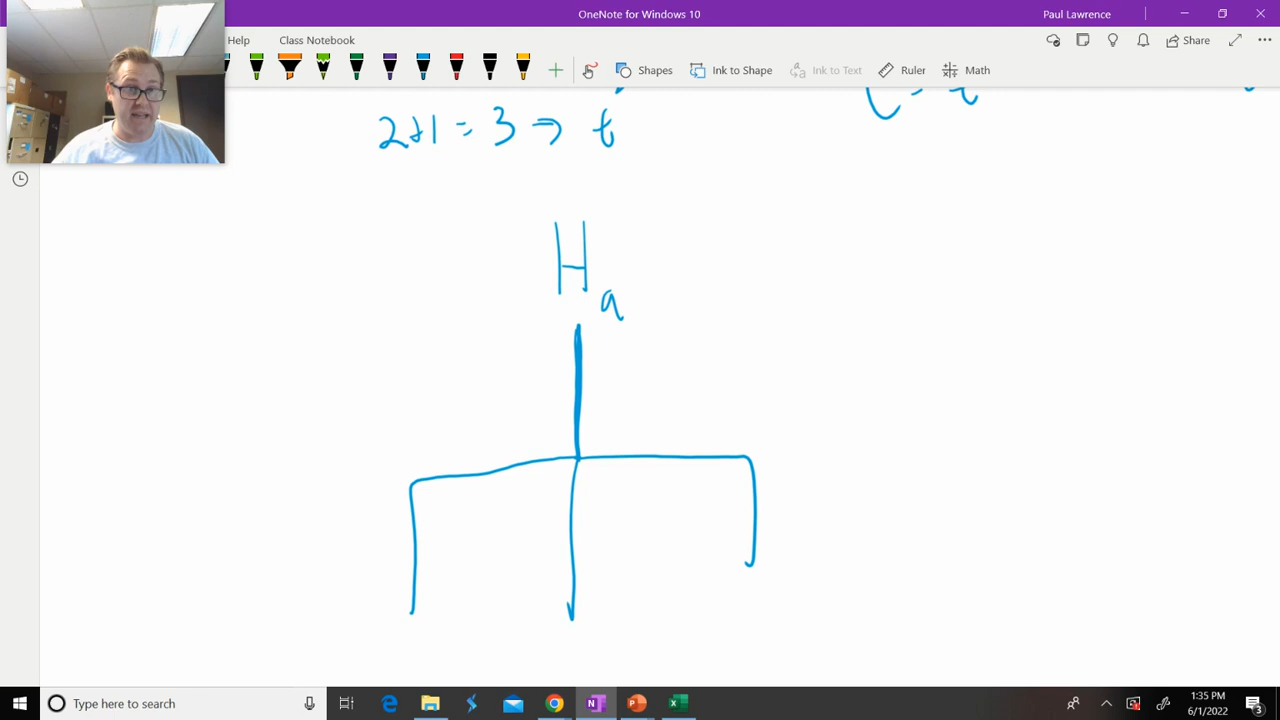 OneNote for Windows 10
Paul Lawrence
Help Class Notebook
Share
Shapes Ink to Shape Ink to Text Ruler Math
2+1 = 3 → t
H
a
Type here to search
1:35 PM
6/1/2022
3